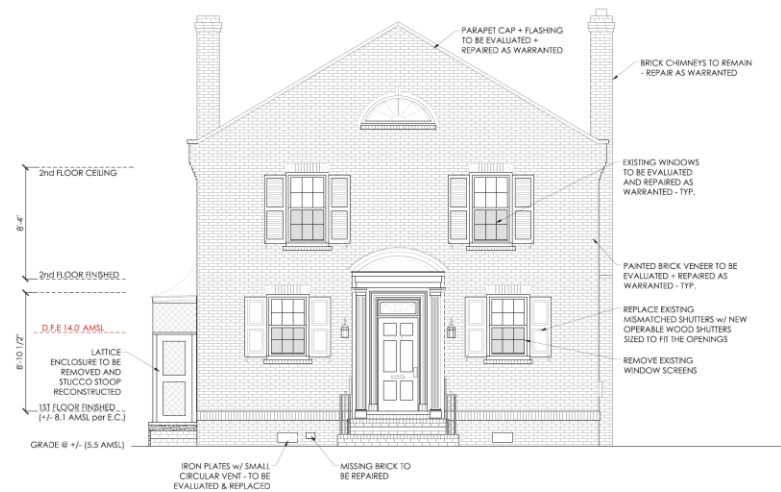 PARAPET CAP + FLASHING
TO BE EVALUATED +
REPAIRED AS WARRANTED
BRICK CHIMNEYS TO REMAIN
- REPAIR AS WARRANTED
2nd FLOOR CEILING
EXISTING WINDOWS
TO BE EVALUATED
AND REPAIRED AS
WARRANTED - TYP.
8'-4"
2nd FLOOR FINISHED
PAINTED BRICK VENEER TO BE
EVALUATED + REPAIRED AS
WARRANTED - TYP.
D.F.E 14.0' AMSL
8'-10 1/2"
REPLACE EXISTING
MISMATCHED SHUTTERS w/ NEW
OPERABLE WOOD SHUTTERS
SIZED TO FIT THE OPENINGS
LATTICE
ENCLOSURE TO BE
REMOVED AND
STUCCO STOOP
RECONSTRUCTED
REMOVE EXISTING
WINDOW SCREENS
1ST FLOOR FINISHED
(+/- 8.1 AMSL per E.C.)
GRADE @ +/- (5.5 AMSL)
IRON PLATES w/ SMALL
CIRCULAR VENT - TO BE
EVALUATED & REPLACED
MISSING BRICK TO
BE REPAIRED